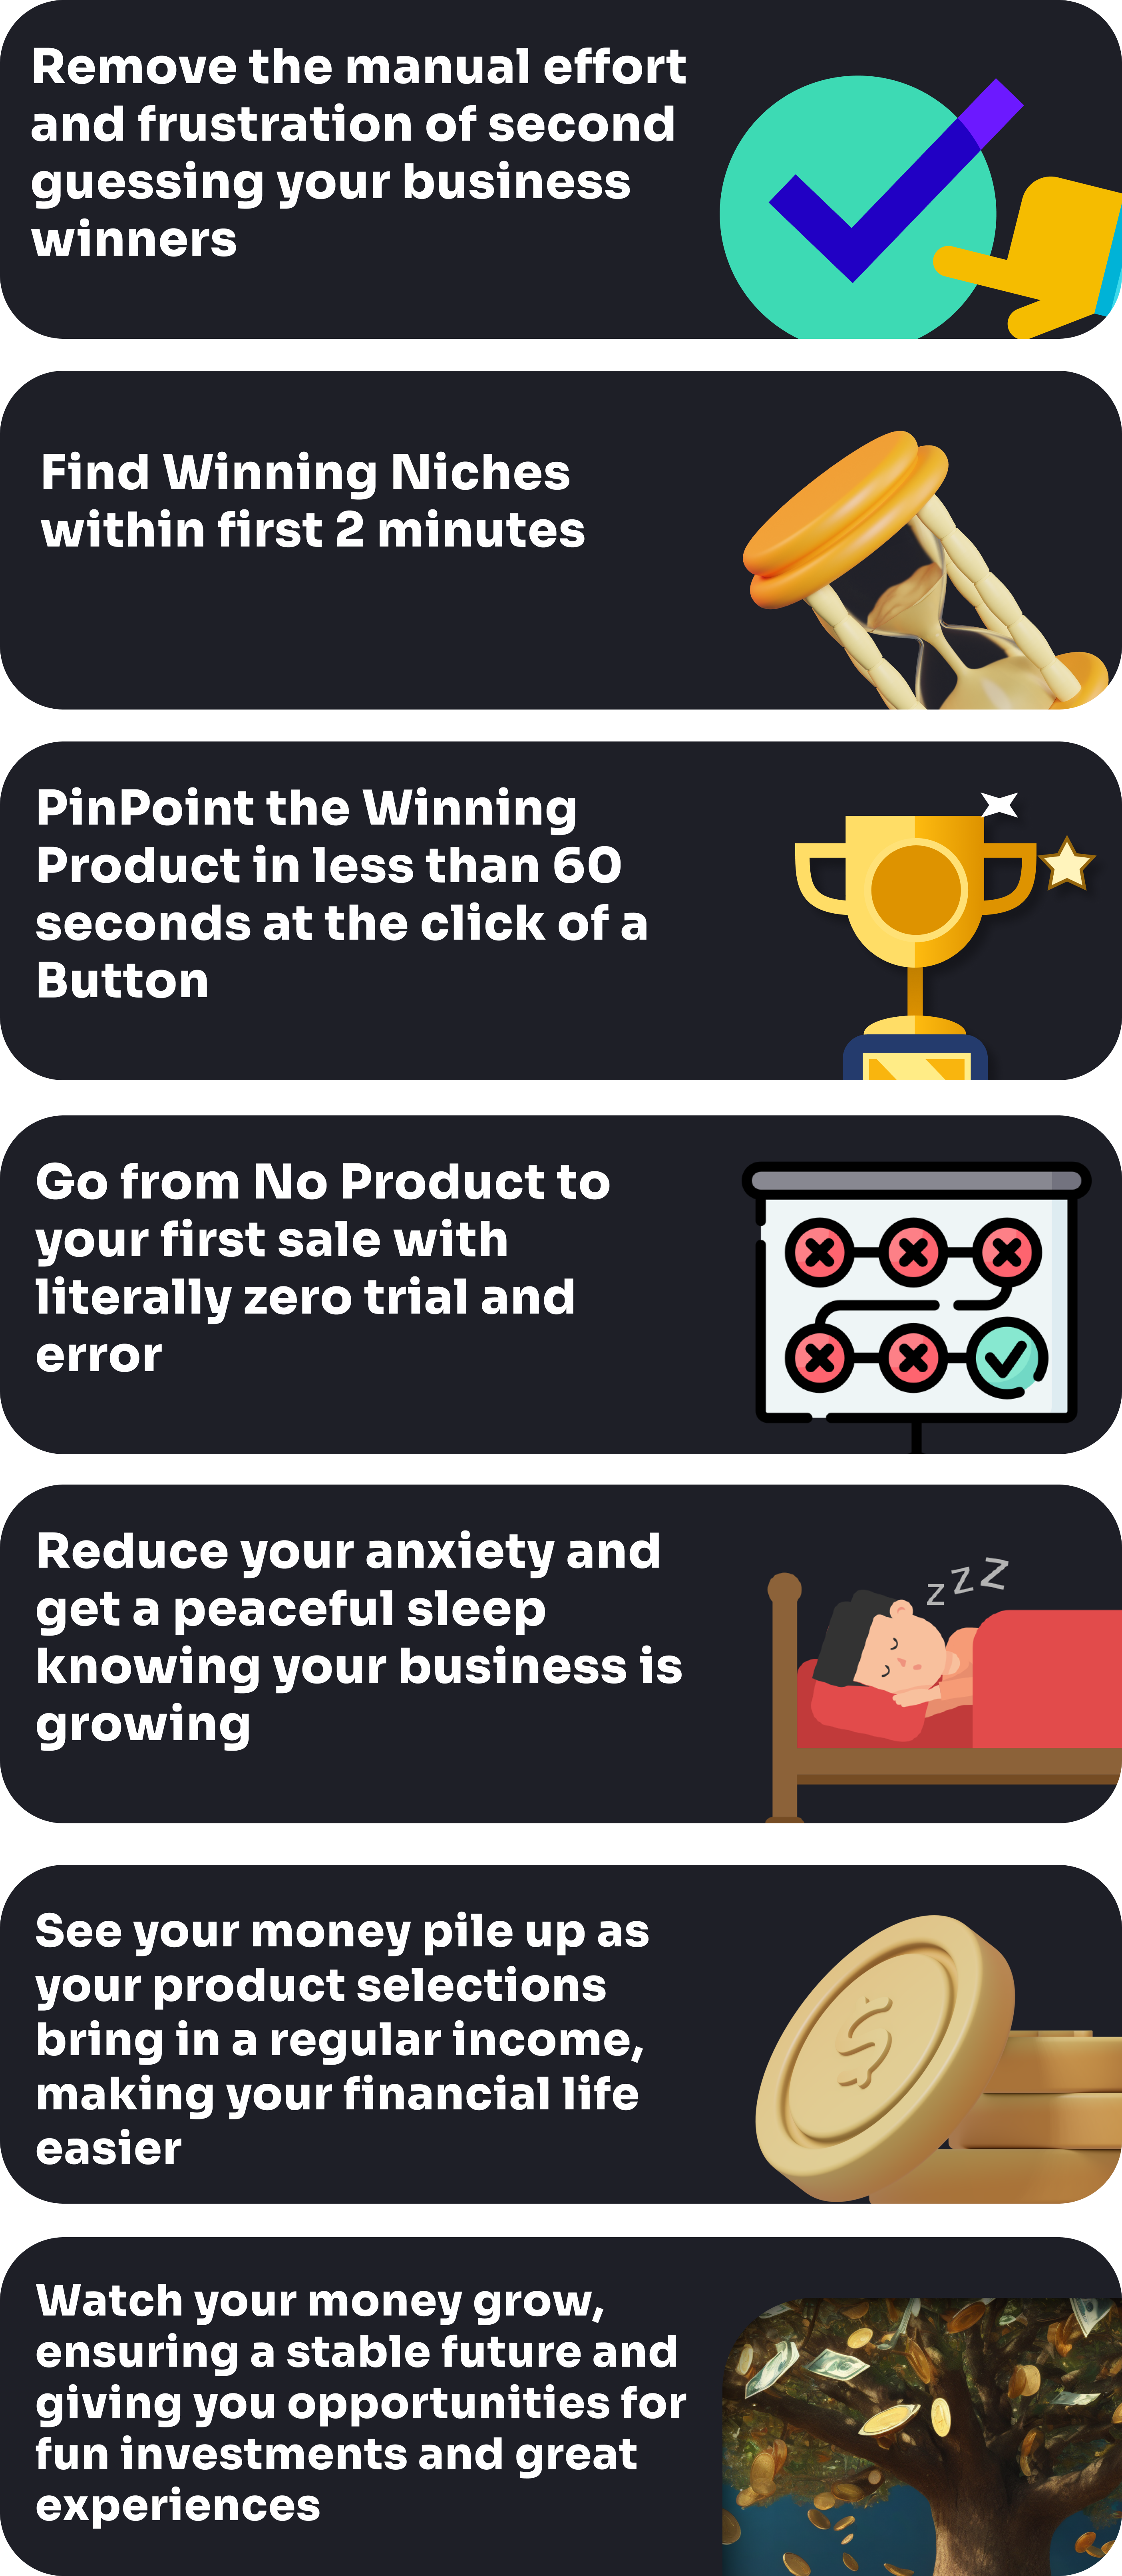 Remove the manual effort
and frustration of second
guessing your business
winners
Find Winning Niches
within first 2 minutes
PinPoint the Winning
Product in less than 60
seconds at the click of a
Button
Go from No Product to
your first sale with
literally zero trial and
error
Reduce your anxiety and
get a peaceful sleep
knowing your business is
growing
z z z
See your money pile up as
your product selections
bring in a regular income,
making your financial life
easier
$
Watch your money grow,
ensuring a stable future and
giving you opportunities for
fun investments and great
experiences